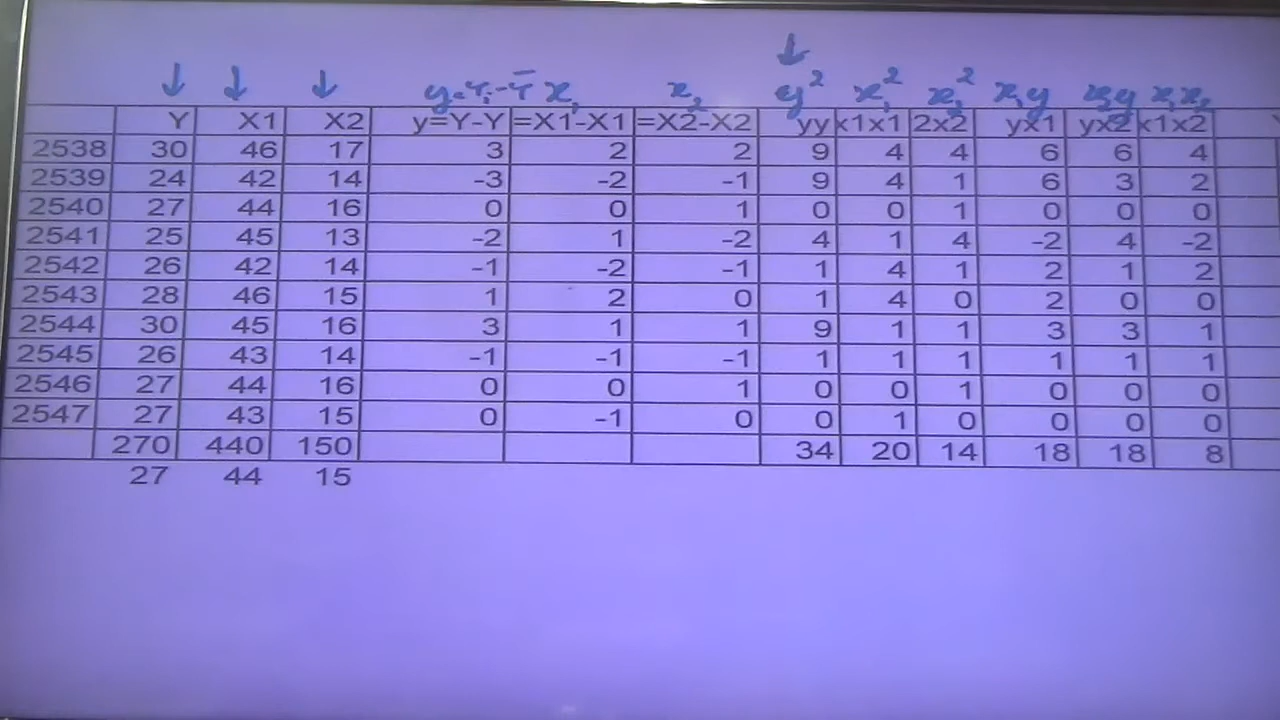 ↓ ↓ ↓ y=Yi-Ȳ x1 x2 ↓ y² x1² x2² x1y x2y x1x2
Y X1 X2 y=Y-Y =X1-X1 =X2-X2 yy x1x1 2x2 yx1 yx2 x1x2
2538 30 46 17 3 2 2 9 4 4 6 6 4
2539 24 42 14 -3 -2 -1 9 4 1 6 3 2
2540 27 44 16 0 0 1 0 0 1 0 0 0
2541 25 45 13 -2 1 -2 4 1 4 -2 4 -2
2542 26 42 14 -1 -2 -1 1 4 1 2 1 2
2543 28 46 15 1 2 0 1 4 0 2 0 0
2544 30 45 16 3 1 1 9 1 1 3 3 1
2545 26 43 14 -1 -1 -1 1 1 1 1 1 1
2546 27 44 16 0 0 1 0 0 1 0 0 0
2547 27 43 15 0 -1 0 0 1 0 0 0 0
270 440 150 34 20 14 18 18 8
27 44 15